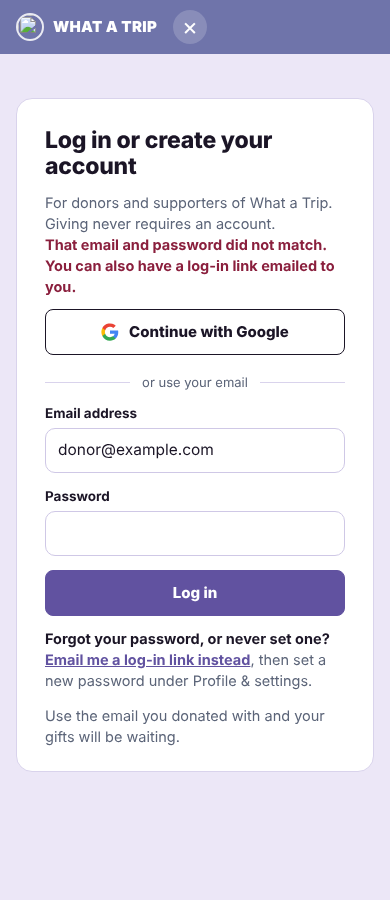 WHAT A TRIP
Log in or create your
account
For donors and supporters of What a Trip.
Giving never requires an account.
That email and password did not match.
You can also have a log-in link emailed to
you.
Continue with Google
or use your email
Email address
donor@example.com
Password
Log in
Forgot your password, or never set one?
Email me a log-in link instead, then set a
new password under Profile & settings.
Use the email you donated with and your
gifts will be waiting.